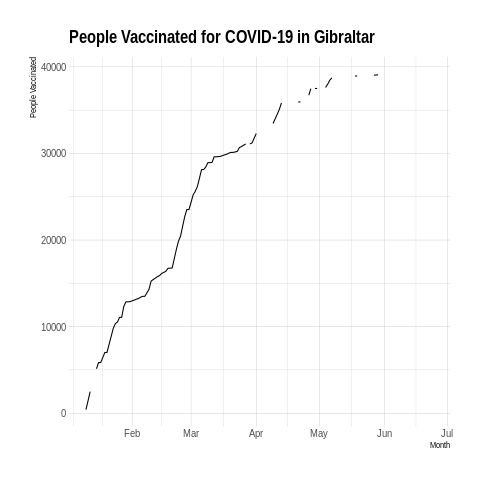 People Vaccinated for COVID-19 in Gibraltar
People Vaccinated
40000
30000
20000
10000
0
Feb Mar Apr May Jun Jul
Month